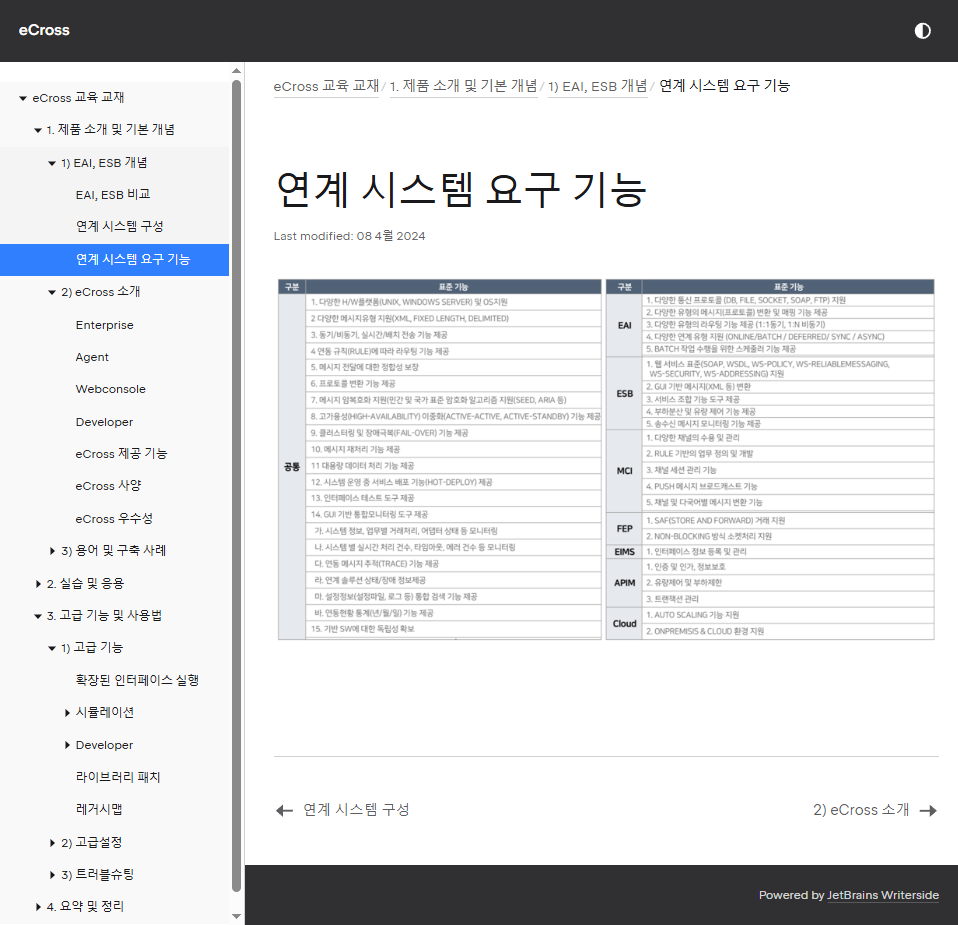 eCross
eCross 교육 교재
1. 제품 소개 및 기본 개념
1) EAI, ESB 개념
EAI, ESB 비교
연계 시스템 구성
연계 시스템 요구 기능
2) eCross 소개
Enterprise
Agent
Webconsole
Developer
eCross 제공 기능
eCross 사양
eCross 우수성
3) 용어 및 구축 사례
2. 실습 및 응용
3. 고급 기능 및 사용법
1) 고급 기능
확장된 인터페이스 실행
시뮬레이션
Developer
라이브러리 패치
레거시맵
2) 고급설정
3) 트러블슈팅
4. 요약 및 정리
eCross 교육 교재 / 1. 제품 소개 및 기본 개념 / 1) EAI, ESB 개념 / 연계 시스템 요구 기능
연계 시스템 요구 기능
Last modified: 08 4월 2024
구분 표준 기능
공통
1. 다양한 H/W플랫폼(UNIX, WINDOWS SERVER) 및 OS지원
2 다양한 메시지유형 지원(XML, FIXED LENGTH, DELIMITED)
3. 동기/비동기, 실시간/배치 전송 기능 제공
4 연동 규칙(RULE)에 따라 라우팅 기능 제공
5. 메시지 전달에 대한 정합성 보장
6. 프로토콜 변환 기능 제공
7. 메시지 암복호화 지원(민간 및 국가 표준 암호화 알고리즘 지원(SEED, ARIA 등)
8. 고가용성(HIGH-AVAILABILITY) 이중화(ACTIVE-ACTIVE, ACTIVE-STANDBY) 기능 제공
9. 클러스터링 및 장애극복(FAIL-OVER) 기능 제공
10. 메시지 재처리 기능 제공
11 대용량 데이터 처리 기능 제공
12. 시스템 운영 중 서비스 배포 기능(HOT-DEPLOY) 제공
13. 인터페이스 테스트 도구 제공
14. GUI 기반 통합모니터링 도구 제공
가. 시스템 정보, 업무별 거래처리, 어댑터 상태 등 모니터링
나. 시스템 별 실시간 처리 건수, 타임아웃, 에러 건수 등 모니터링
다. 연동 메시지 추적(TRACE) 기능 제공
라. 연계 솔루션 상태/장애 정보제공
마. 설정정보(설정파일, 로그 등) 통합 검색 기능 제공
바. 연동현황 통계(년/월/일) 기능 제공
15. 기반 SW에 대한 독립성 확보
구분 표준 기능
EAI
1. 다양한 통신 프로토콜 (DB, FILE, SOCKET, SOAP, FTP) 지원
2. 다양한 유형의 메시지(프로토콜) 변환 및 매핑 기능 제공
3. 다양한 유형의 라우팅 기능 제공 (1:1동기, 1:N 비동기)
4. 다양한 연계 유형 지원 (ONLINE/BATCH / DEFERRED/ SYNC / ASYNC)
5. BATCH 작업 수행을 위한 스케줄러 기능 제공
ESB
1. 웹 서비스 표준(SOAP, WSDL, WS-POLICY, WS-RELIABLEMESSAGING,
WS-SECURITY, WS-ADDRESSING) 지원
2. GUI 기반 메시지(XML 등) 변환
3. 서비스 조합 기능 도구 제공
4. 부하분산 및 유량 제어 기능 제공
5. 송수신 메시지 모니터링 기능 제공
MCI
1. 다양한 채널의 수용 및 관리
2. RULE 기반의 업무 정의 및 개발
3. 채널 세션 관리 기능
4. PUSH 메시지 브로드케스트 기능
5. 채널 및 다국어별 메시지 변환 기능
FEP
1. SAF(STORE AND FORWARD) 거래 지원
2. NON-BLOCKING 방식 소켓처리 지원
EIMS
1. 인터페이스 정보 등록 및 관리
APIM
1. 인증 및 인가, 정보보호
2. 유량제어 및 부하제한
3. 트랜잭션 관리
Cloud
1. AUTO SCALING 기능 지원
2. ONPREMISIS & CLOUD 환경 지원
연계 시스템 구성
2) eCross 소개
Powered by JetBrains Writerside